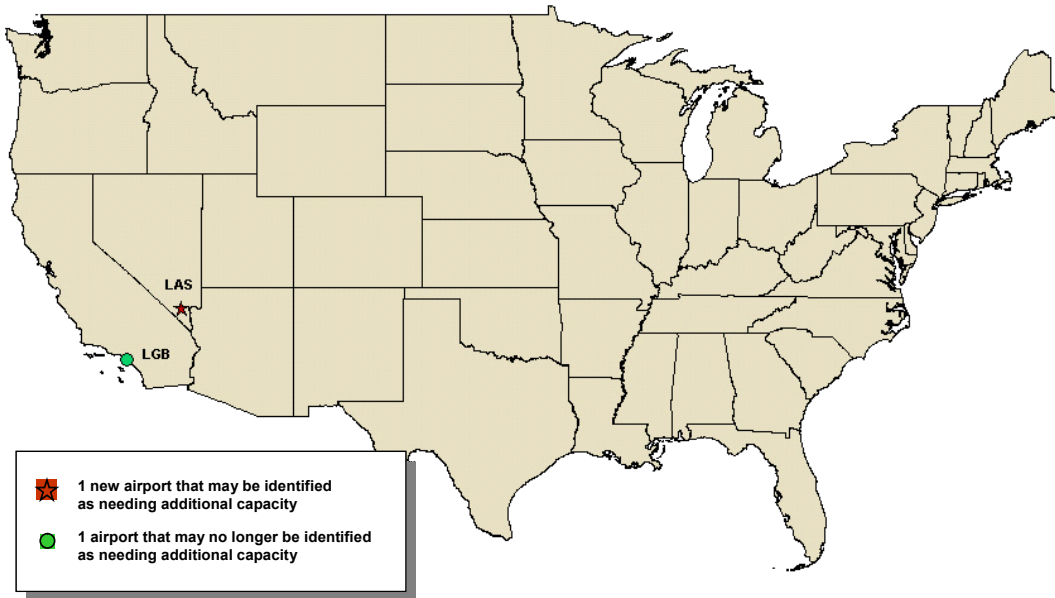 LAS
LGB
1 new airport that may be identified
as needing additional capacity
1 airport that may no longer be identified
as needing additional capacity